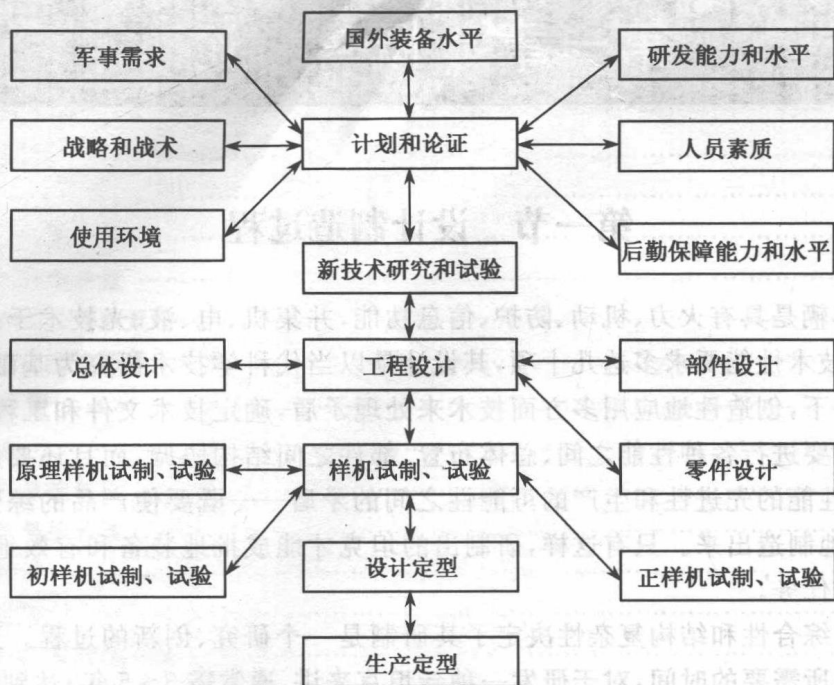 国外装备水平
军事需求
研发能力和水平
战略和战术
计划和论证
人员素质
使用环境
新技术研究和试验
后勤保障能力和水平
总体设计
工程设计
部件设计
原理样机试制、试验
样机试制、试验
零件设计
初样机试制、试验
设计定型
正样机试制、试验
生产定型